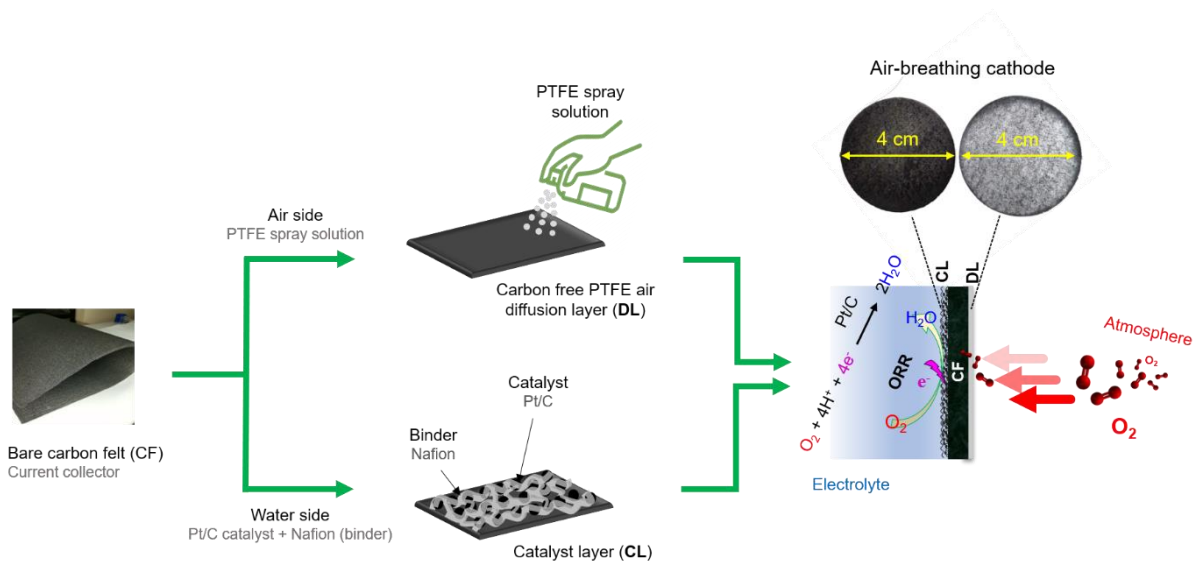 Bare carbon felt (CF)
Current collector
Air side
PTFE spray solution
Water side
Pt/C catalyst + Nafion (binder)
PTFE spray
solution
Carbon free PTFE air
diffusion layer (DL)
Catalyst
Pt/C
Binder
Nafion
Catalyst layer (CL)
Air-breathing cathode
4 cm
4 cm
CL
DL
O₂ + 4H⁺ + 4e⁻
Pt/C
2H₂O
H₂O
ORR
e⁻
O₂
CF
Electrolyte
Atmosphere
O₂
O₂